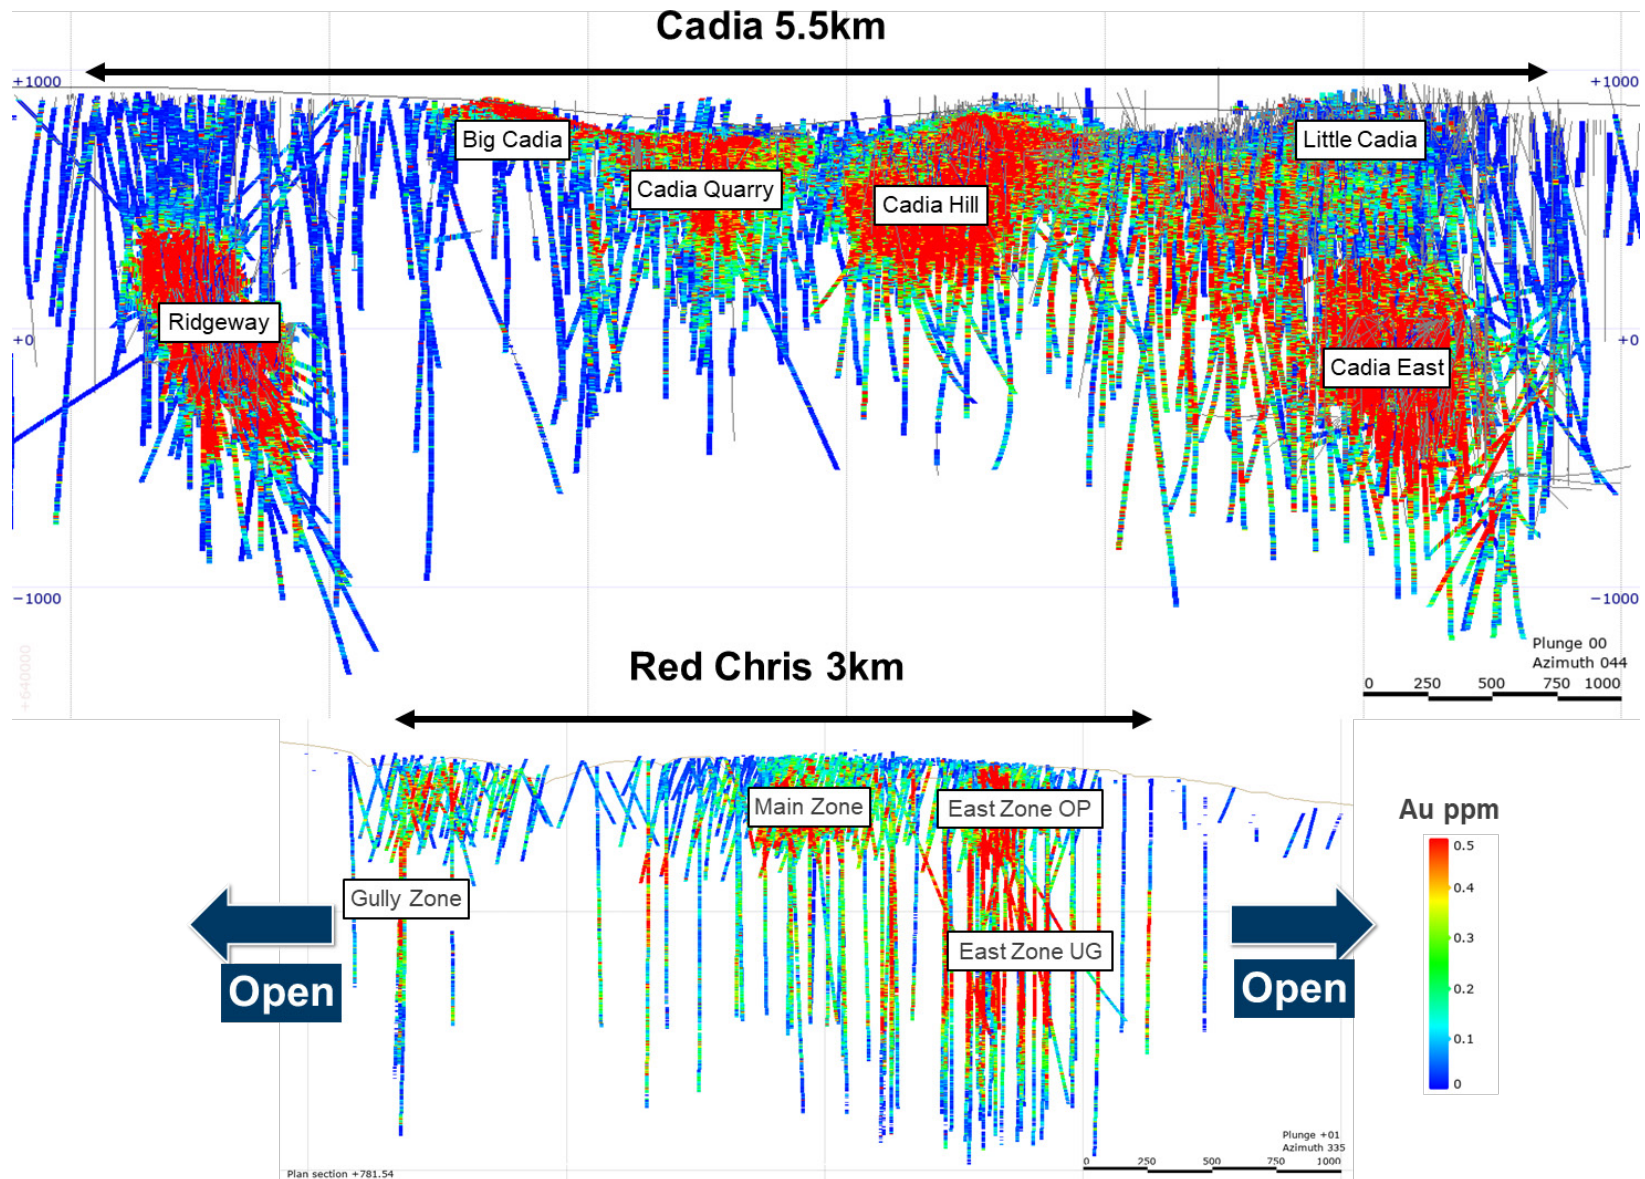 Cadia 5.5km
+1000
+1000
Big Cadia
Little Cadia
Cadia Quarry
Cadia Hill
Ridgeway
+0
+0
Cadia East
−1000
−1000
+640000
Plunge 00
Azimuth 044
0 250 500 750 1000
Red Chris 3km
Main Zone
East Zone OP
Gully Zone
East Zone UG
Open
Open
Au ppm
0.5
0.4
0.3
0.2
0.1
0
Plunge +01
Azimuth 335
0 250 500 750 1000
Plan section +781.54